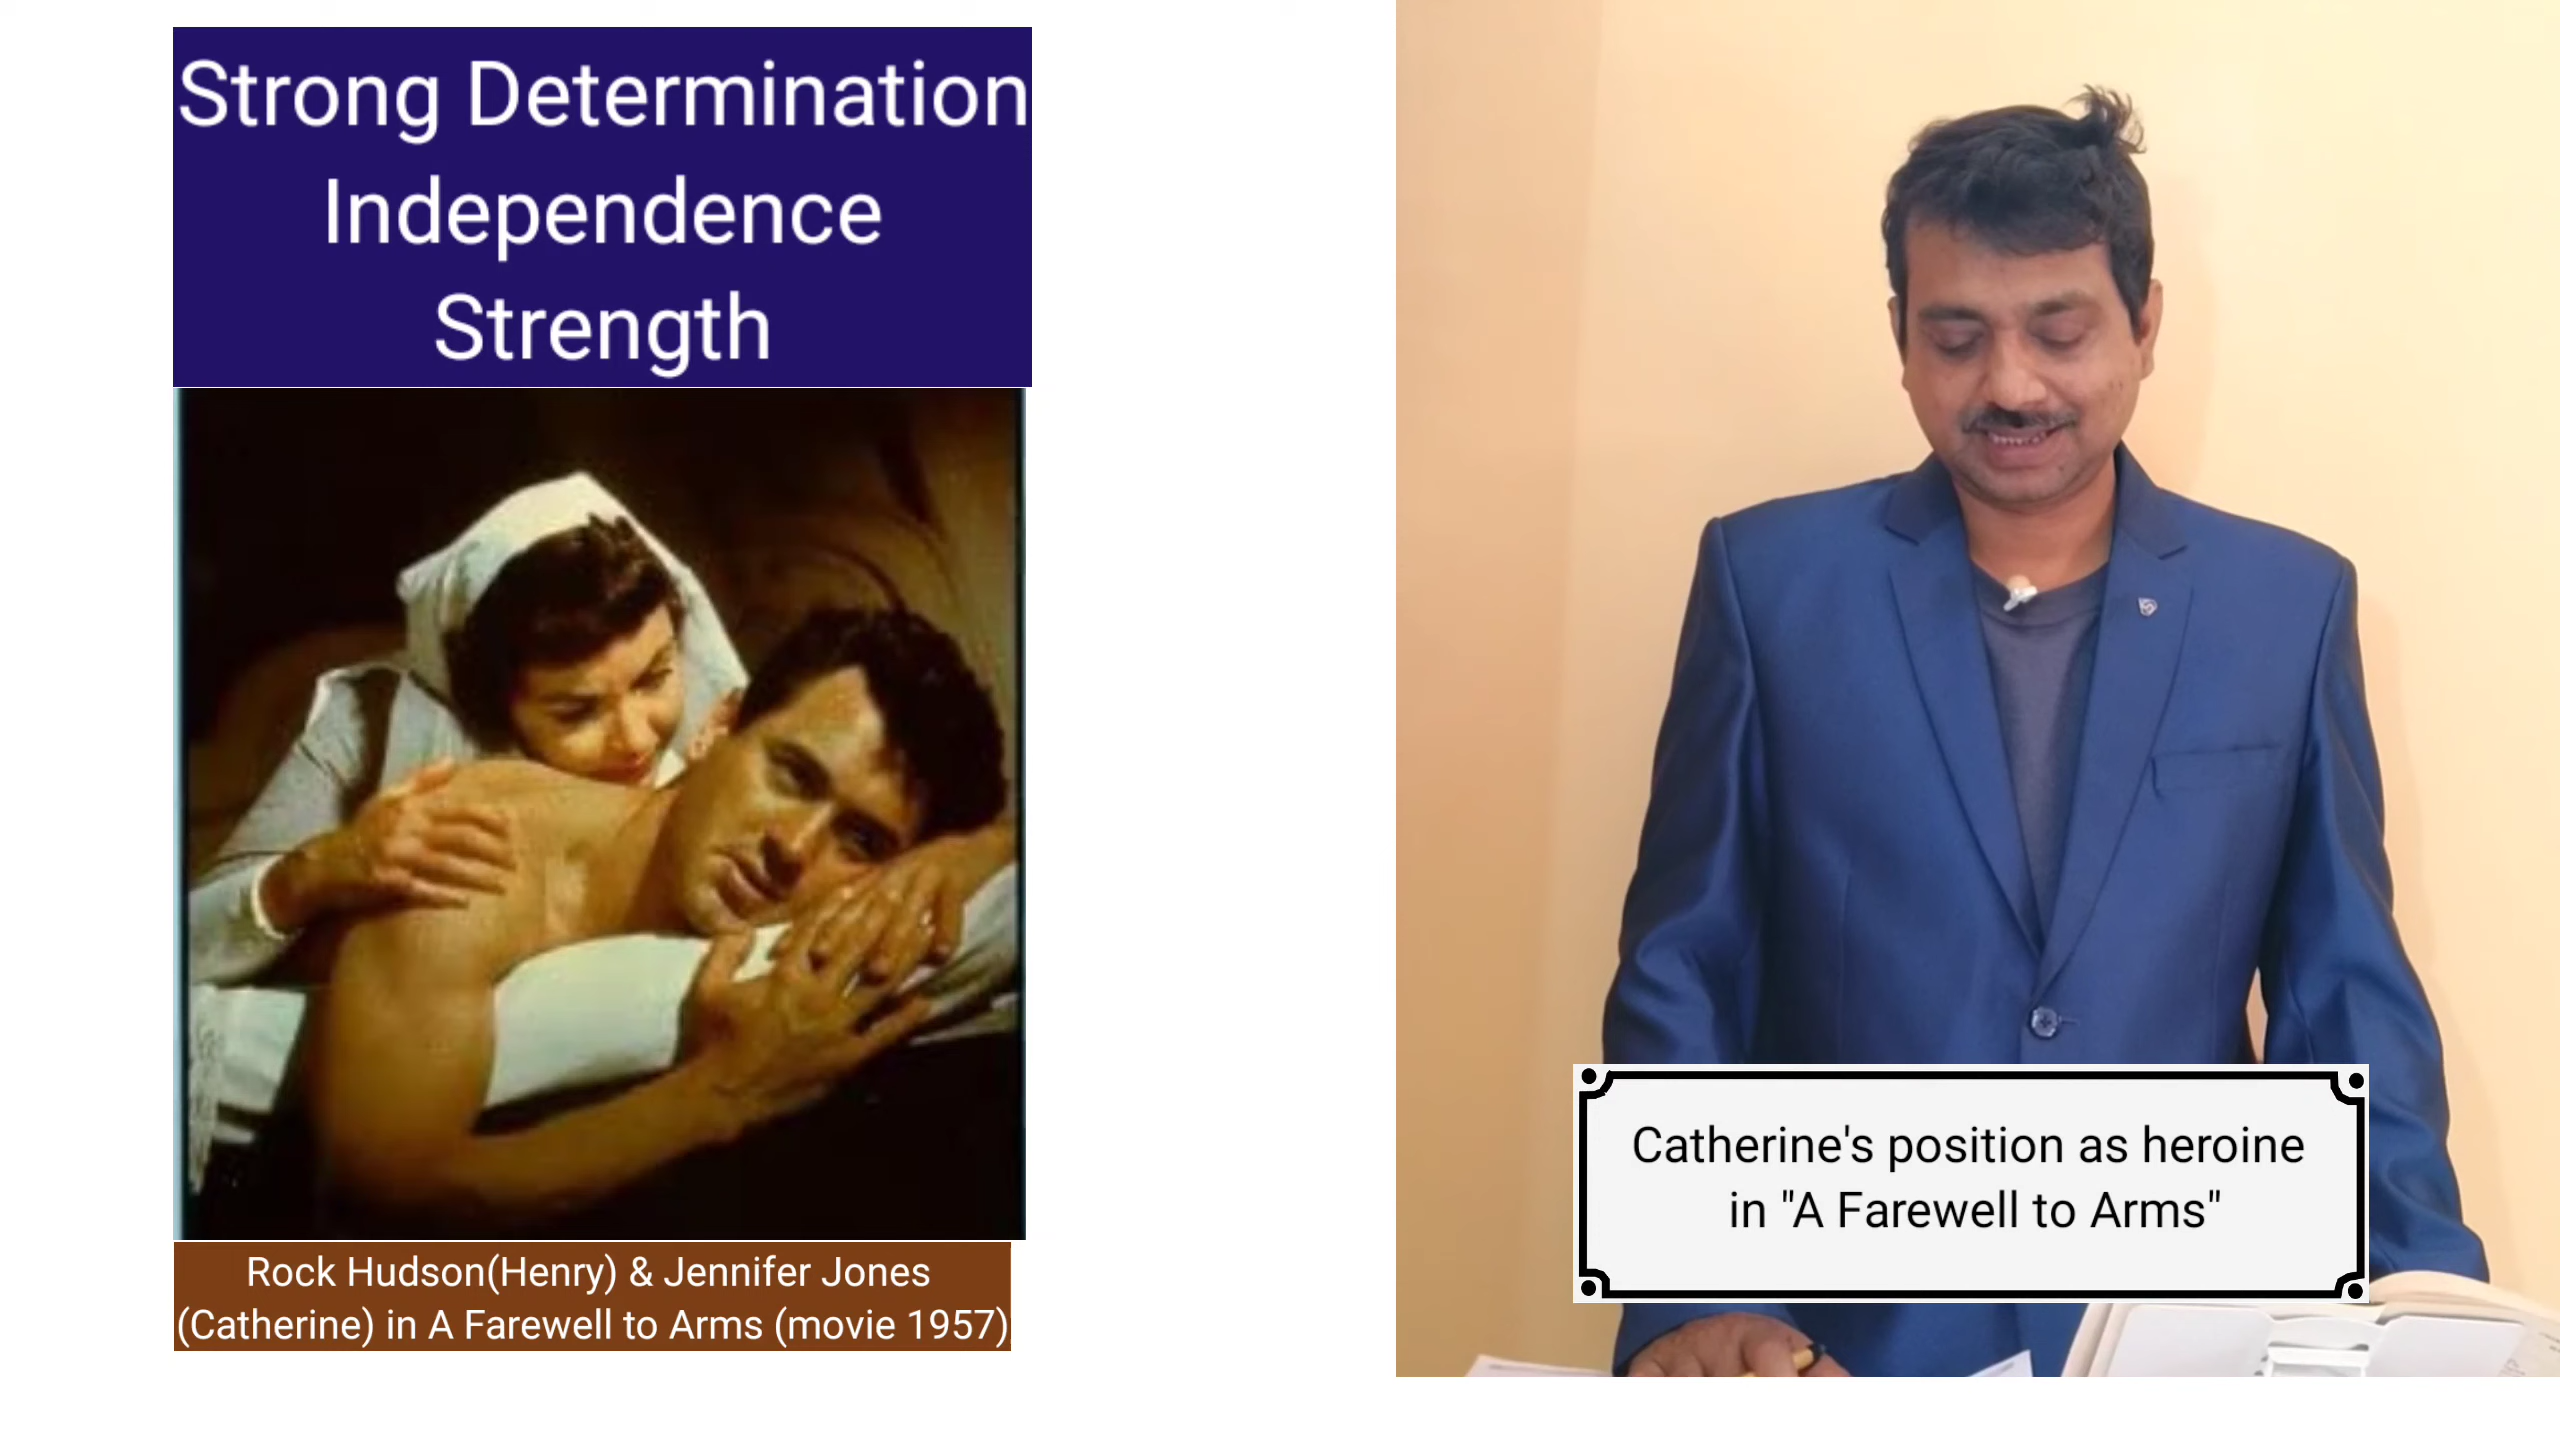 Strong Determination
Independence
Strength
Rock Hudson(Henry) & Jennifer Jones
(Catherine) in A Farewell to Arms (movie 1957)
Catherine's position as heroine
in "A Farewell to Arms"